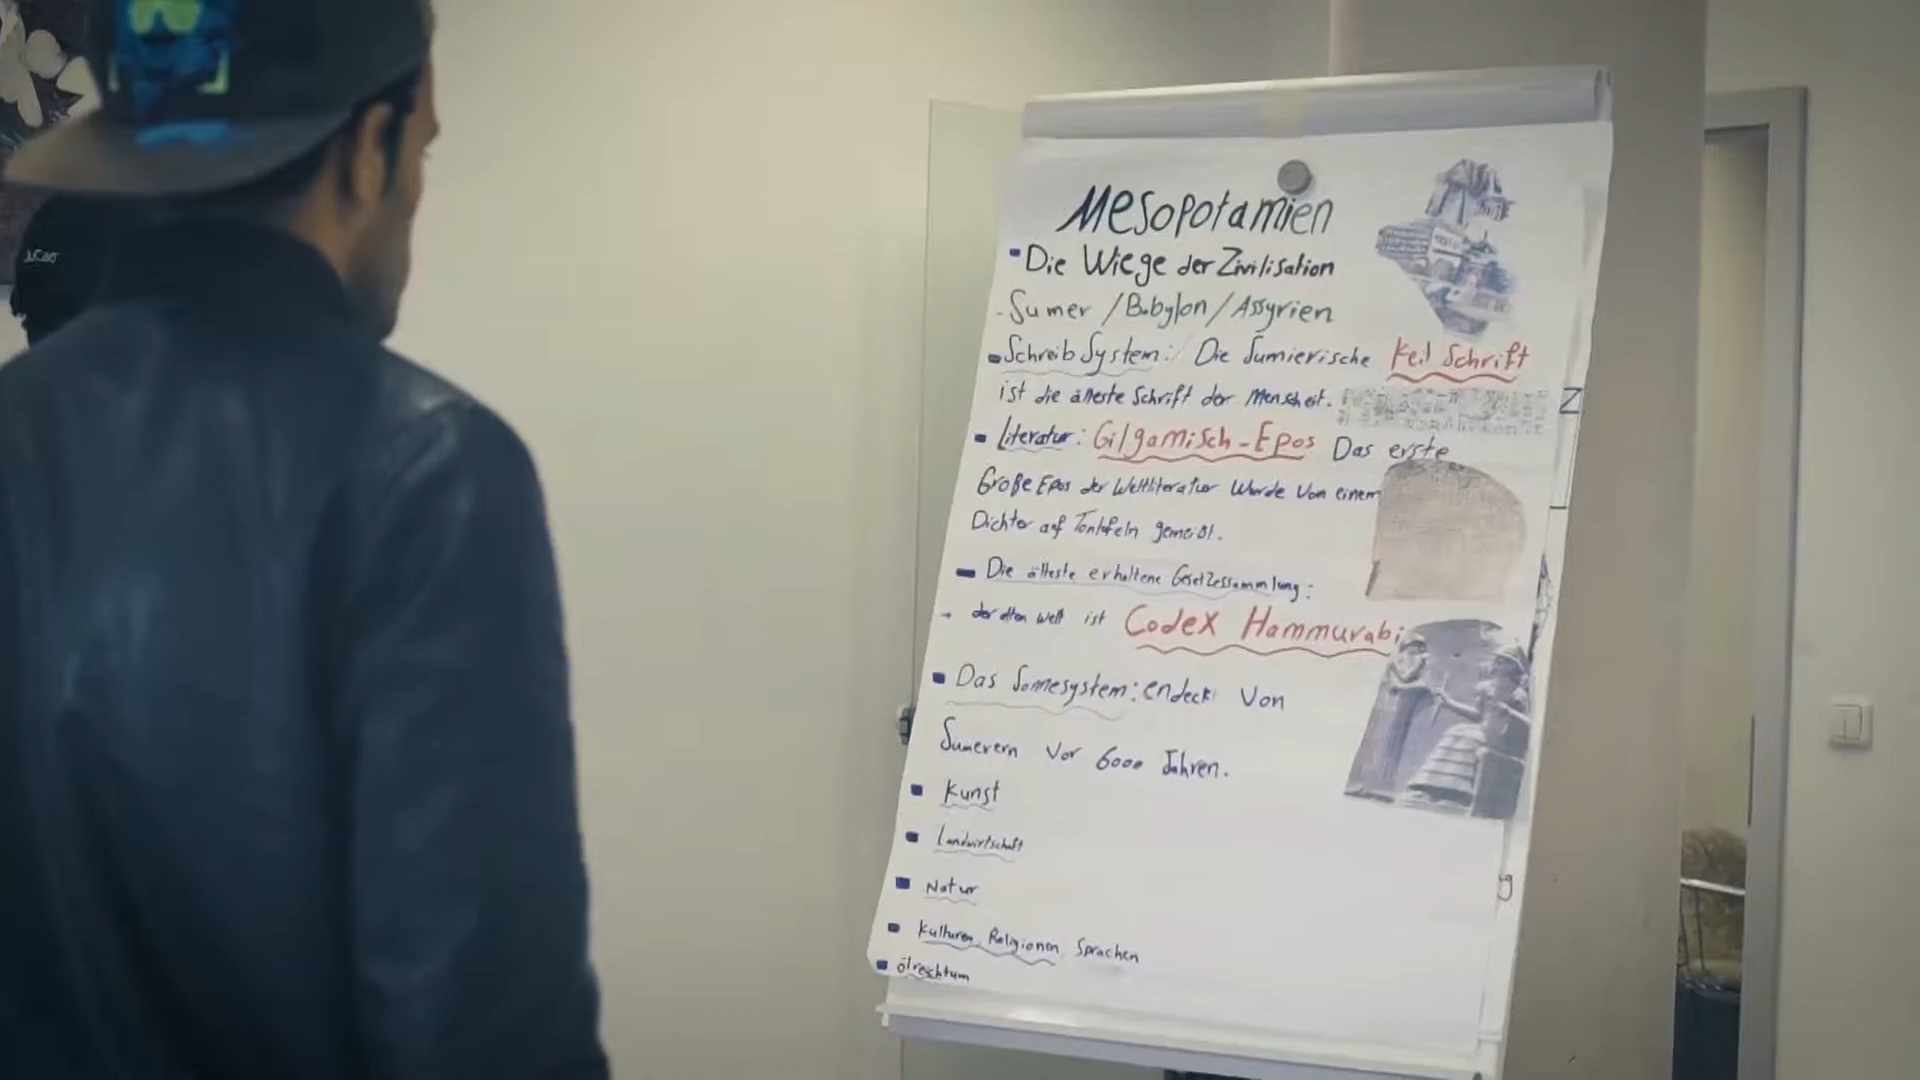 Mesopotamien
Die Wiege der Zivilisation
- Sumer / Babylon / Assyrien
Schreib System: Die Sumierische Keil Schrift
ist die älteste Schrift der Menscheit.
Literatur: Gilgamisch-Epos Das erste
Große Epos der Weltliteratur Wurde Von einem
Dichter auf Tontafeln gemeißt.
Die älteste erhaltene Gesetzessammlung:
→ der alten Welt ist Codex Hammurabi
Das Sonnesystem: endeckt Von
Sumerern Vor 6000 Jahren.
Kunst
Landwirtschaft
Natur
Kulturen, Religionen, Sprachen
ölreichtum